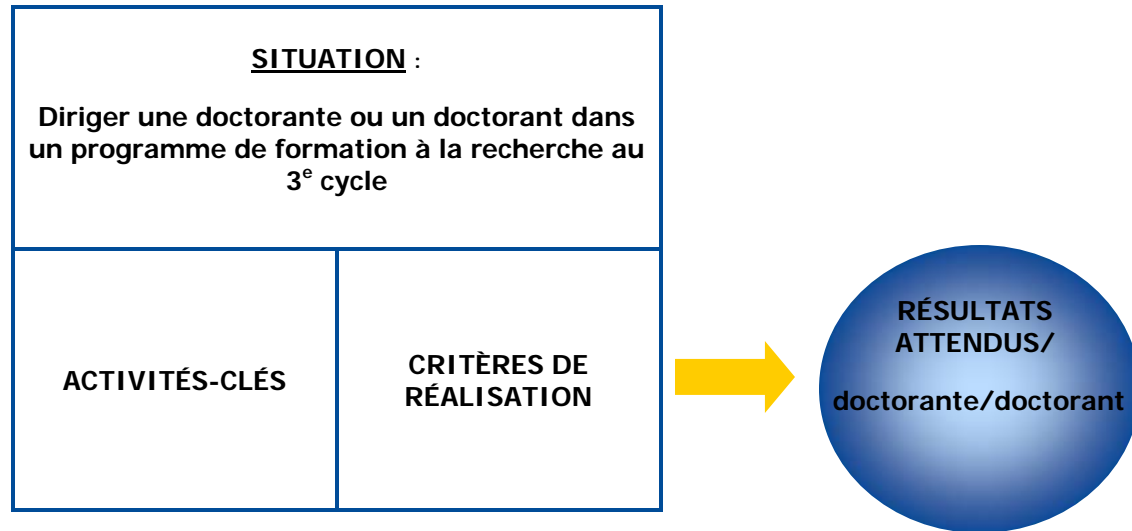 SITUATION :
Diriger une doctorante ou un doctorant dans
un programme de formation à la recherche au
3e cycle
ACTIVITÉS-CLÉS
CRITÈRES DE
RÉALISATION
RÉSULTATS
ATTENDUS/
doctorante/doctorant